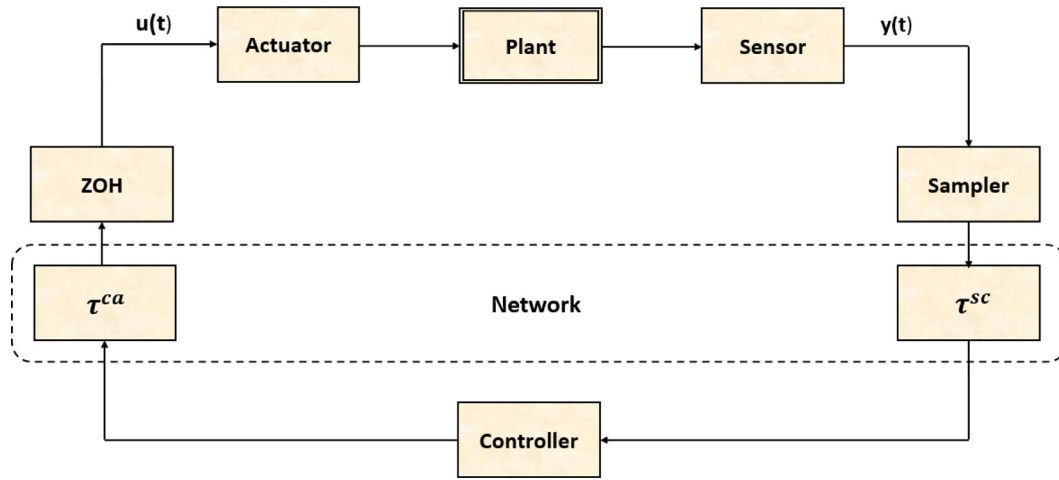 u(t)
Actuator
Plant
Sensor
y(t)
ZOH
Sampler
τ^{ca}
Network
τ^{sc}
Controller